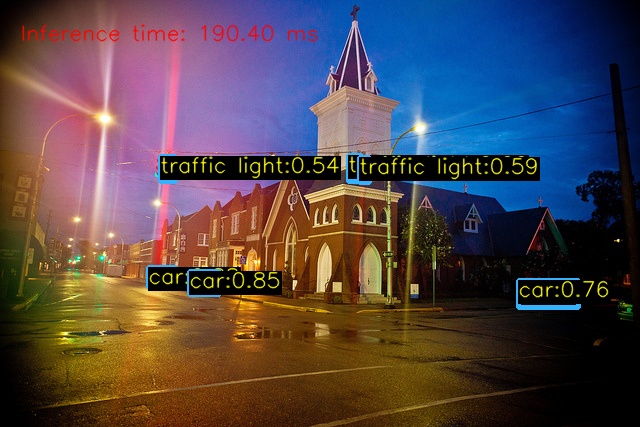 Inference time: 190.40 ms
traffic light:0.54
t
traffic light:0.59
car:
car:0.85
car:0.76